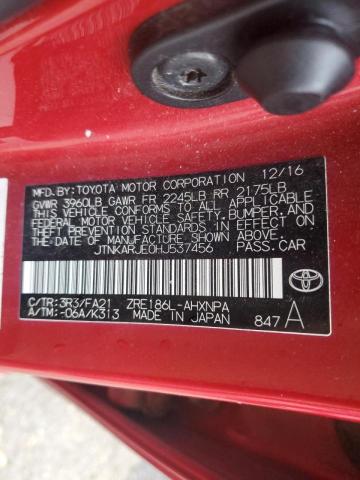 MFD.BY:TOYOTA MOTOR CORPORATION 12/16
GVWR 3960LB GAWR FR 2245LB RR 2175LB
THIS VEHICLE CONFORMS TO ALL APPLICABLE
FEDERAL MOTOR VEHICLE SAFETY, BUMPER, AND
THEFT PREVENTION STANDARDS IN EFFECT ON
THE DATE OF MANUFACTURE SHOWN ABOVE.
JTNKARJE0HJ537456 PASS.CAR
C/TR:3R3/FA21 ZRE186L-AHXNPA
A/TM:-06A/K313 MADE IN JAPAN 847A